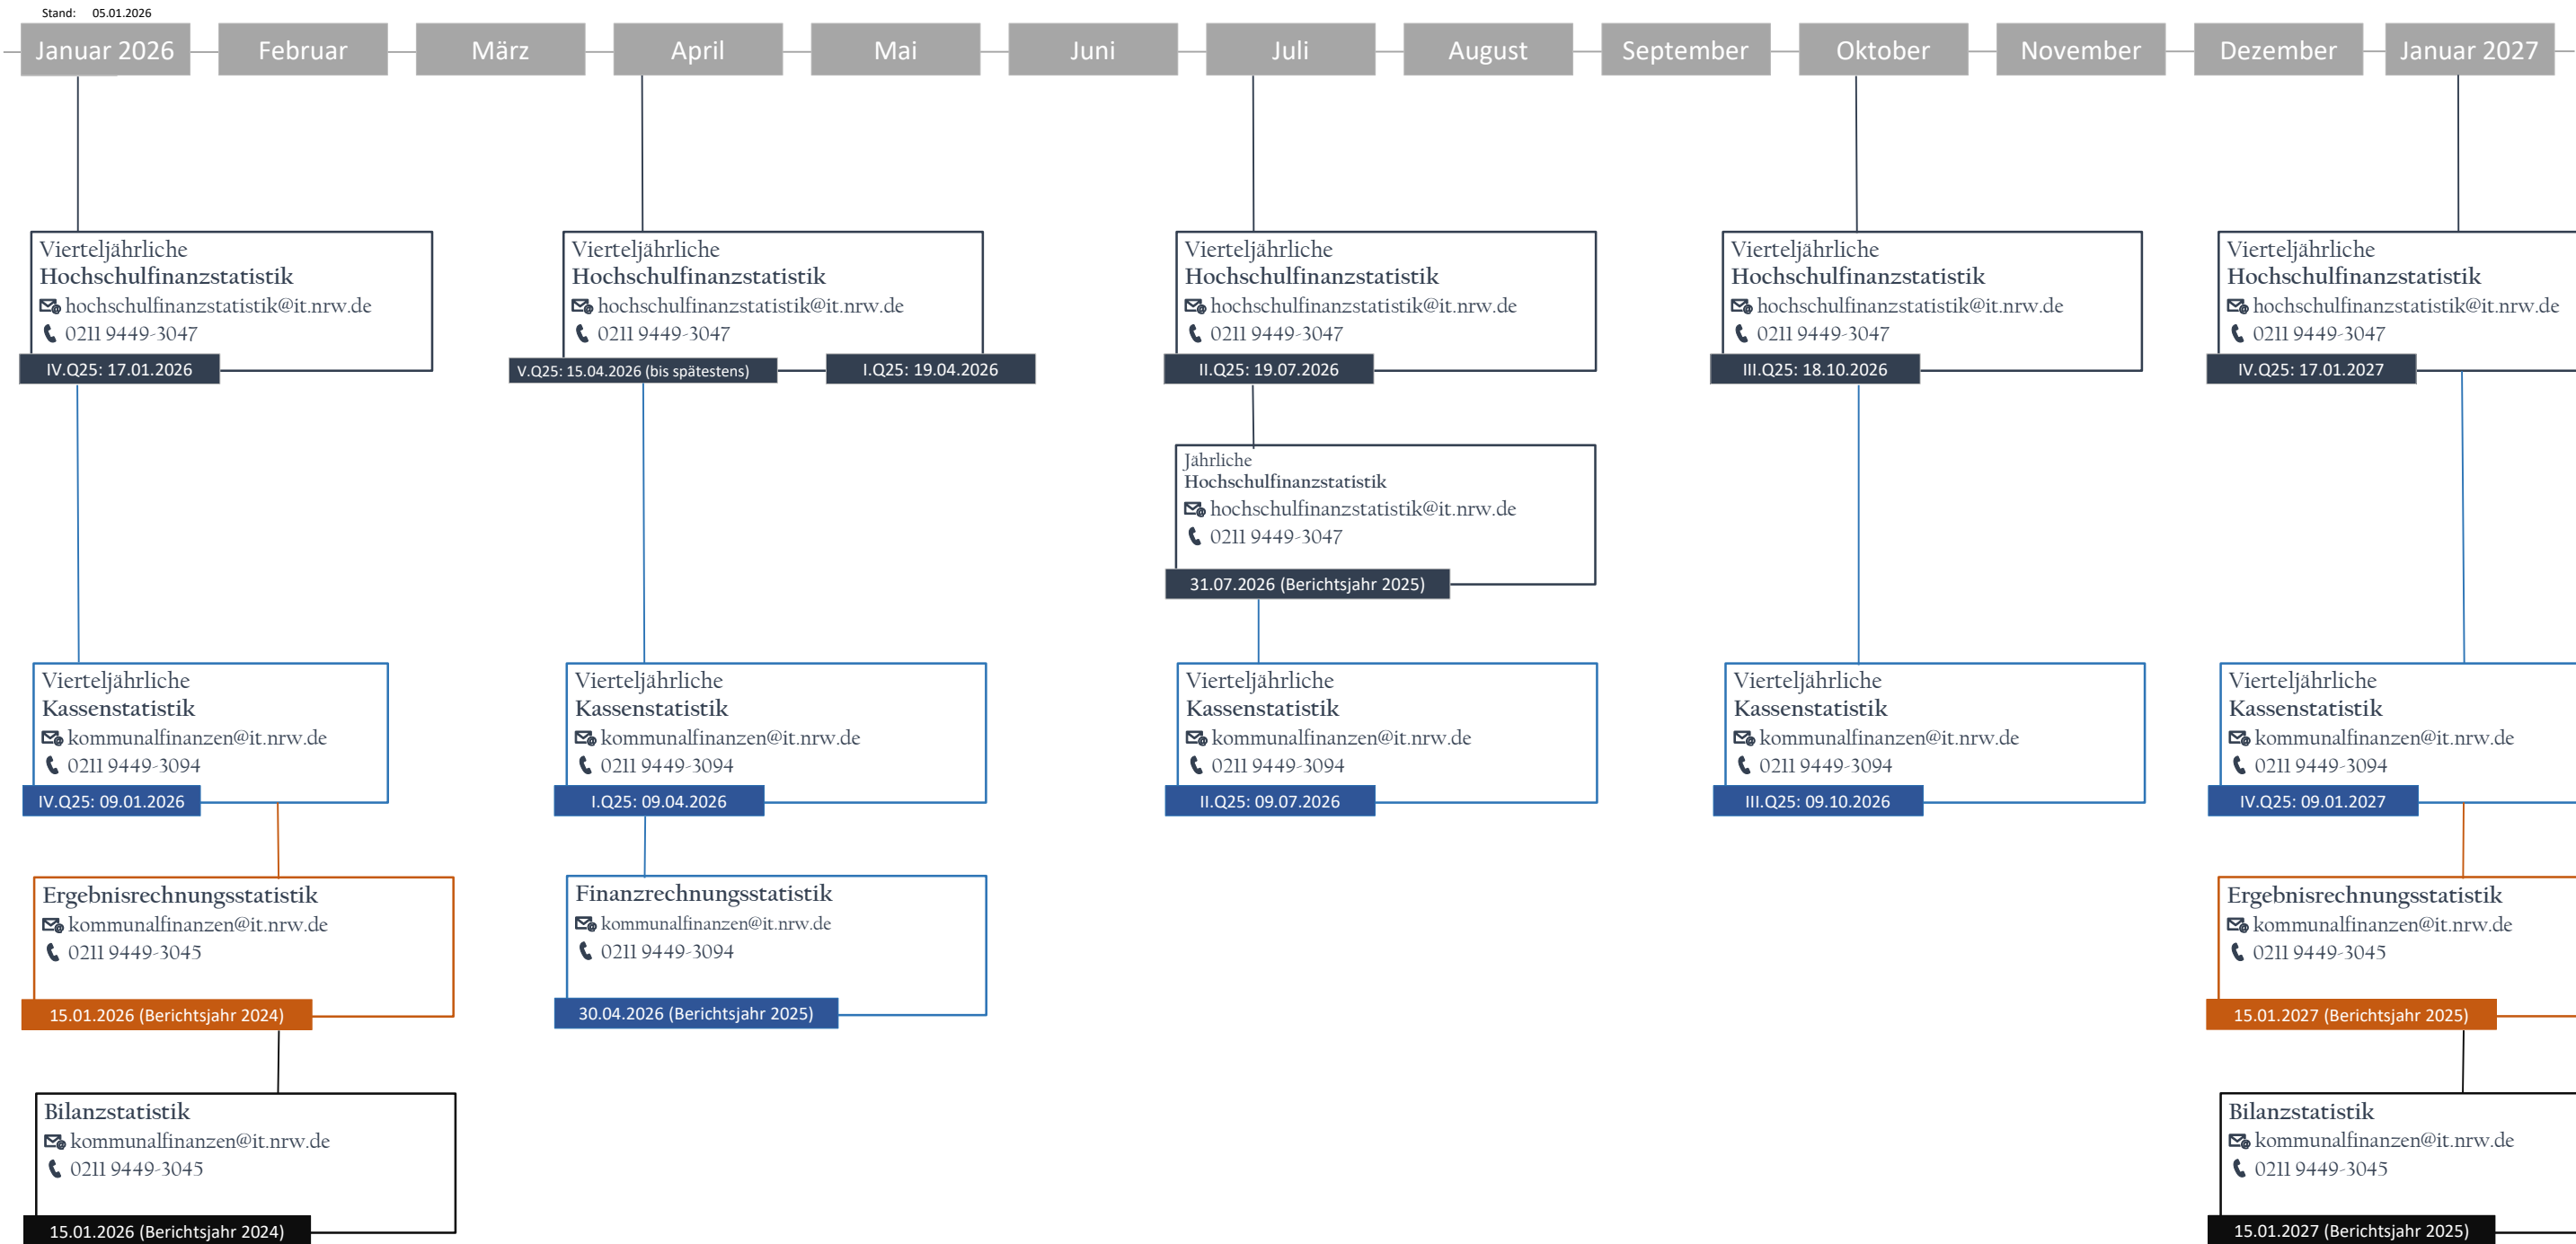 Stand: 05.01.2026
Januar 2026
Februar
März
April
Mai
Juni
Juli
August
September
Oktober
November
Dezember
Januar 2027
Vierteljährliche
Hochschulfinanzstatistik
hochschulfinanzstatistik@it.nrw.de
0211 9449-3047
IV.Q25: 17.01.2026
Vierteljährliche
Hochschulfinanzstatistik
hochschulfinanzstatistik@it.nrw.de
0211 9449-3047
V.Q25: 15.04.2026 (bis spätestens)
I.Q25: 19.04.2026
Vierteljährliche
Hochschulfinanzstatistik
hochschulfinanzstatistik@it.nrw.de
0211 9449-3047
II.Q25: 19.07.2026
Vierteljährliche
Hochschulfinanzstatistik
hochschulfinanzstatistik@it.nrw.de
0211 9449-3047
III.Q25: 18.10.2026
Vierteljährliche
Hochschulfinanzstatistik
hochschulfinanzstatistik@it.nrw.de
0211 9449-3047
IV.Q25: 17.01.2027
Jährliche
Hochschulfinanzstatistik
hochschulfinanzstatistik@it.nrw.de
0211 9449-3047
31.07.2026 (Berichtsjahr 2025)
Vierteljährliche
Kassenstatistik
kommunalfinanzen@it.nrw.de
0211 9449-3094
IV.Q25: 09.01.2026
Vierteljährliche
Kassenstatistik
kommunalfinanzen@it.nrw.de
0211 9449-3094
I.Q25: 09.04.2026
Vierteljährliche
Kassenstatistik
kommunalfinanzen@it.nrw.de
0211 9449-3094
II.Q25: 09.07.2026
Vierteljährliche
Kassenstatistik
kommunalfinanzen@it.nrw.de
0211 9449-3094
III.Q25: 09.10.2026
Vierteljährliche
Kassenstatistik
kommunalfinanzen@it.nrw.de
0211 9449-3094
IV.Q25: 09.01.2027
Ergebnisrechnungsstatistik
kommunalfinanzen@it.nrw.de
0211 9449-3045
15.01.2026 (Berichtsjahr 2024)
Finanzrechnungsstatistik
kommunalfinanzen@it.nrw.de
0211 9449-3094
30.04.2026 (Berichtsjahr 2025)
Ergebnisrechnungsstatistik
kommunalfinanzen@it.nrw.de
0211 9449-3045
15.01.2027 (Berichtsjahr 2025)
Bilanzstatistik
kommunalfinanzen@it.nrw.de
0211 9449-3045
15.01.2026 (Berichtsjahr 2024)
Bilanzstatistik
kommunalfinanzen@it.nrw.de
0211 9449-3045
15.01.2027 (Berichtsjahr 2025)